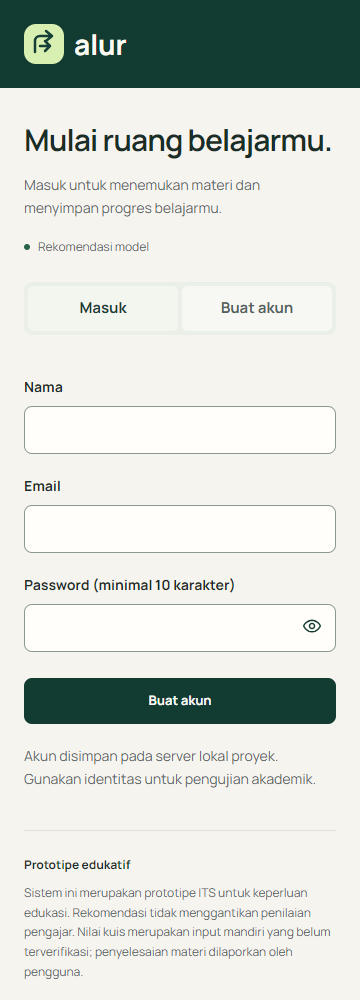 alur
Mulai ruang belajarmu.
Masuk untuk menemukan materi dan
menyimpan progres belajarmu.
Rekomendasi model
Masuk
Buat akun
Nama
Email
Password (minimal 10 karakter)
Buat akun
Akun disimpan pada server lokal proyek.
Gunakan identitas untuk pengujian akademik.
Prototipe edukatif
Sistem ini merupakan prototipe ITS untuk keperluan
edukasi. Rekomendasi tidak menggantikan penilaian
pengajar. Nilai kuis merupakan input mandiri yang belum
terverifikasi; penyelesaian materi dilaporkan oleh
pengguna.